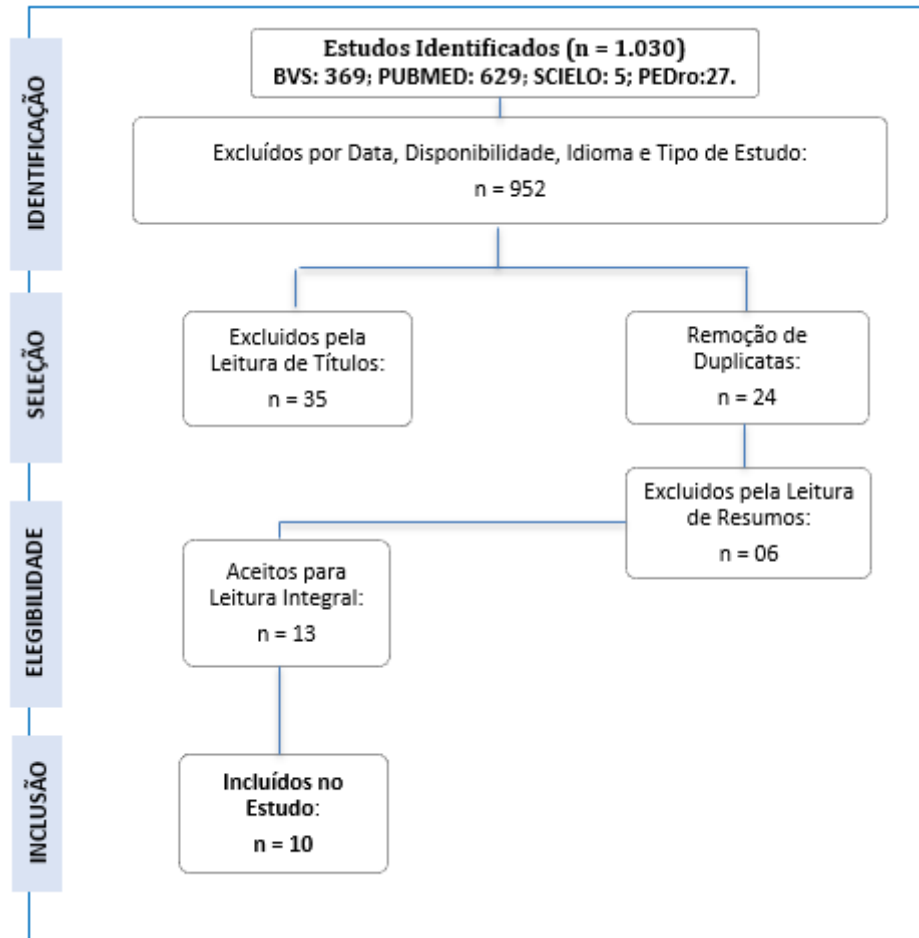 IDENTIFICAÇÃO
Estudos Identificados (n = 1.030)
BVS: 369; PUBMED: 629; SCIELO: 5; PEDro:27.
Excluídos por Data, Disponibilidade, Idioma e Tipo de Estudo:
n = 952
SELEÇÃO
Excluidos pela
Leitura de Títulos:
n = 35
Remoção de
Duplicatas:
n = 24
ELEGIBILIDADE
Excluidos pela Leitura
de Resumos:
n = 06
Aceitos para
Leitura Integral:
n = 13
INCLUSÃO
Incluídos no
Estudo:
n = 10